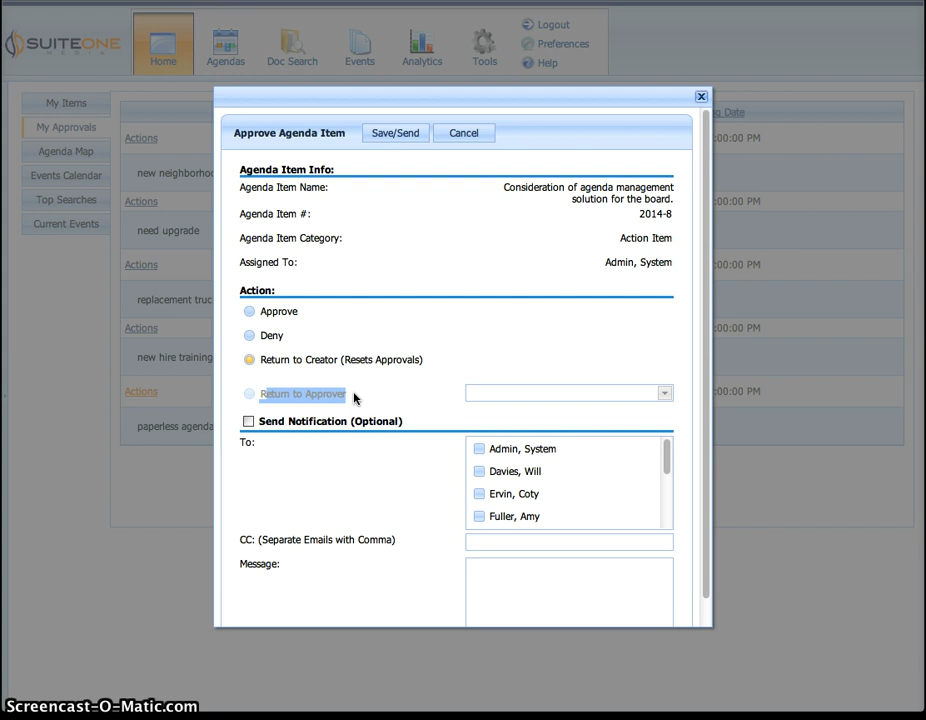 SUITEONE
MEDIA
Home
Agendas
Doc Search
Events
Analytics
Tools
Logout
Preferences
Help
My Items
My Approvals
Agenda Map
Events Calendar
Top Searches
Current Events
Actions
new neighborhoo
Actions
need upgrade
Actions
replacement truc
Actions
new hire training
Actions
paperless agenda
g Date
:00:00 PM
:00:00 PM
:00:00 PM
:00:00 PM
:00:00 PM
Approve Agenda Item
Save/Send
Cancel
Agenda Item Info:
Agenda Item Name:
Consideration of agenda management
solution for the board.
Agenda Item #:
2014-8
Agenda Item Category:
Action Item
Assigned To:
Admin, System
Action:
Approve
Deny
Return to Creator (Resets Approvals)
Return to Approver
Send Notification (Optional)
To:
Admin, System
Davies, Will
Ervin, Coty
Fuller, Amy
CC: (Separate Emails with Comma)
Message:
Screencast-O-Matic.com